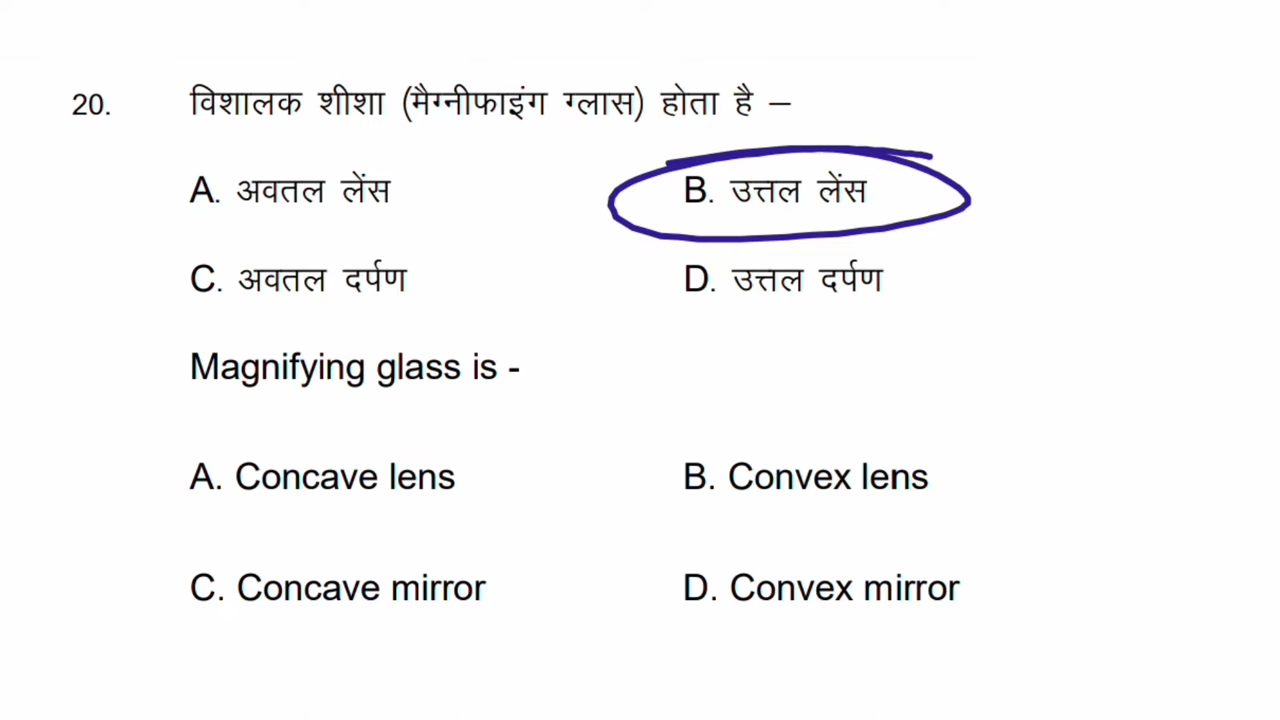 20. विशालक शीशा (मैग्नीफाइंग ग्लास) होता है –
A. अवतल लेंस B. उत्तल लेंस
C. अवतल दर्पण D. उत्तल दर्पण
Magnifying glass is -
A. Concave lens B. Convex lens
C. Concave mirror D. Convex mirror